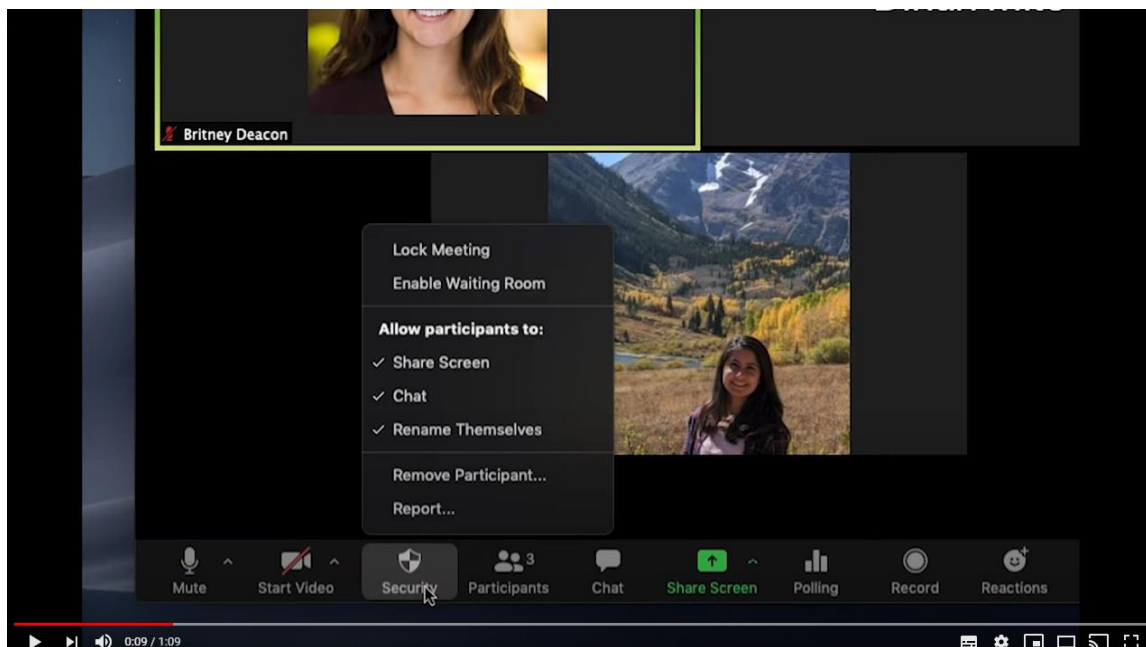 Britney Deacon
Lock Meeting
Enable Waiting Room
Allow participants to:
Share Screen
Chat
Rename Themselves
Remove Participant...
Report...
Mute
Start Video
Security
Participants
3
Chat
Share Screen
Polling
Record
Reactions
0:09 / 1:09